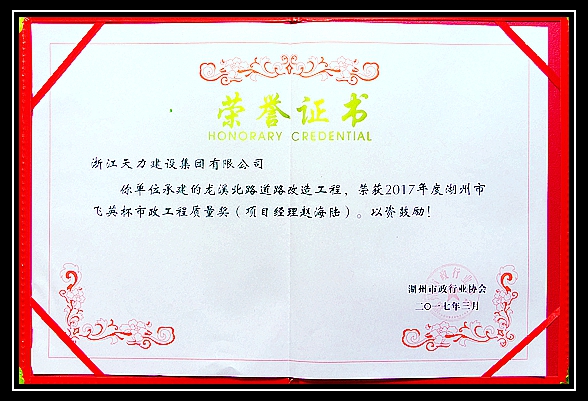 荣誉证书
HONORARY CREDENTIAL
浙江天力建设集团有限公司
你单位承建的龙溪北路道路改造工程，荣获2017年度湖州市
飞英杯市政工程质量奖（项目经理赵海陆）。以资鼓励！
湖州市政行业协会
二〇一七年三月